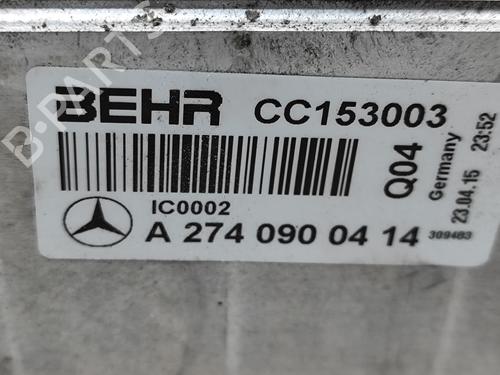 B-PARTS
BEHR CC153003
IC0002
A 274 090 04 14
Q04
Germany
23.04.15 23:52
309483